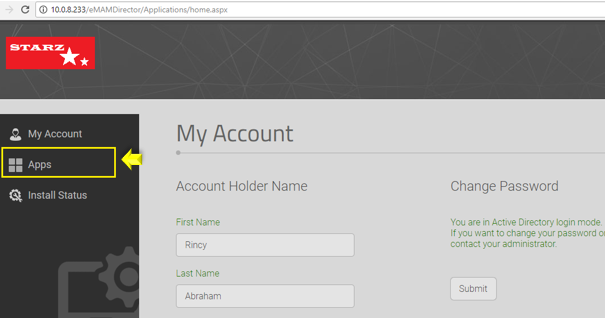 10.0.8.233/eMAMDirector/Applications/home.aspx
STARZ
My Account
Apps
Install Status
My Account
Account Holder Name
First Name
Rincy
Last Name
Abraham
Change Password
You are in Active Directory login mode.
If you want to change your password
contact your administrator.
Submit